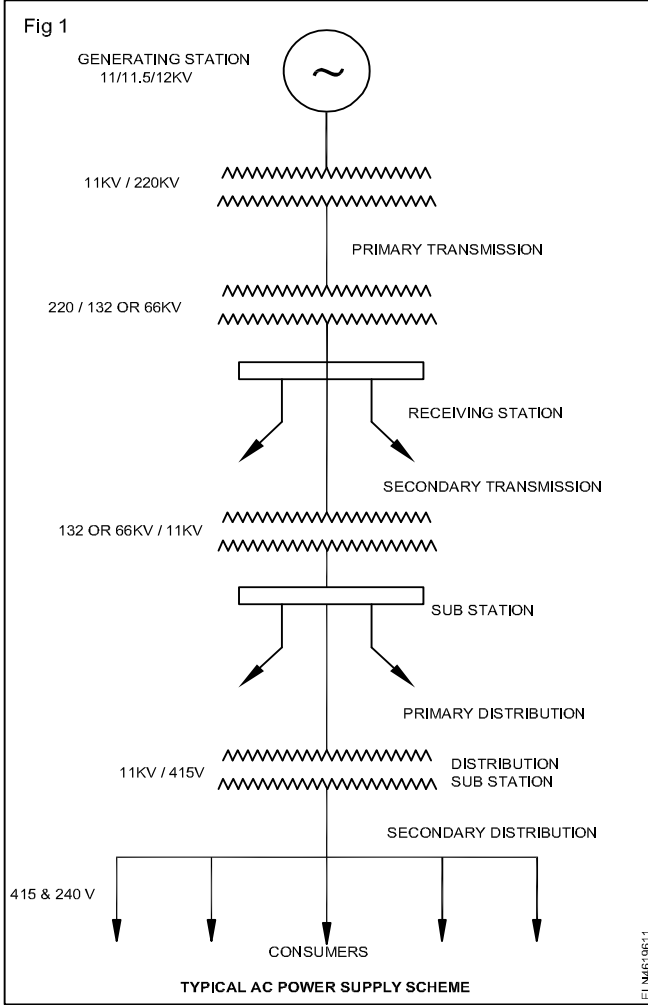 Fig 1
GENERATING STATION
11/11.5/12KV
~
11KV / 220KV
PRIMARY TRANSMISSION
220 / 132 OR 66KV
RECEIVING STATION
SECONDARY TRANSMISSION
132 OR 66KV / 11KV
SUB STATION
PRIMARY DISTRIBUTION
11KV / 415V
DISTRIBUTION
SUB STATION
SECONDARY DISTRIBUTION
415 & 240 V
CONSUMERS
TYPICAL AC POWER SUPPLY SCHEME
ELN4619611